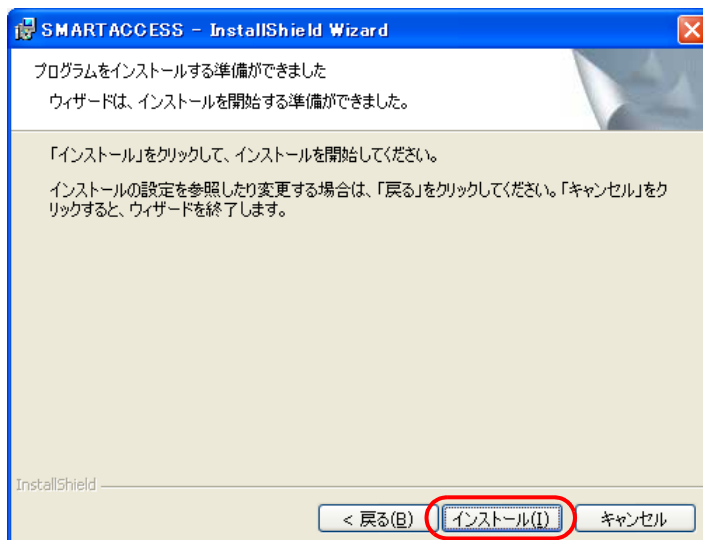 SMARTACCESS - InstallShield Wizard
プログラムをインストールする準備ができました
ウィザードは、インストールを開始する準備ができました。
「インストール」をクリックして、インストールを開始してください。
インストールの設定を参照したり変更する場合は、「戻る」をクリックしてください。「キャンセル」をク
リックすると、ウィザードを終了します。
InstallShield
< 戻る(B)
インストール(I)
キャンセル